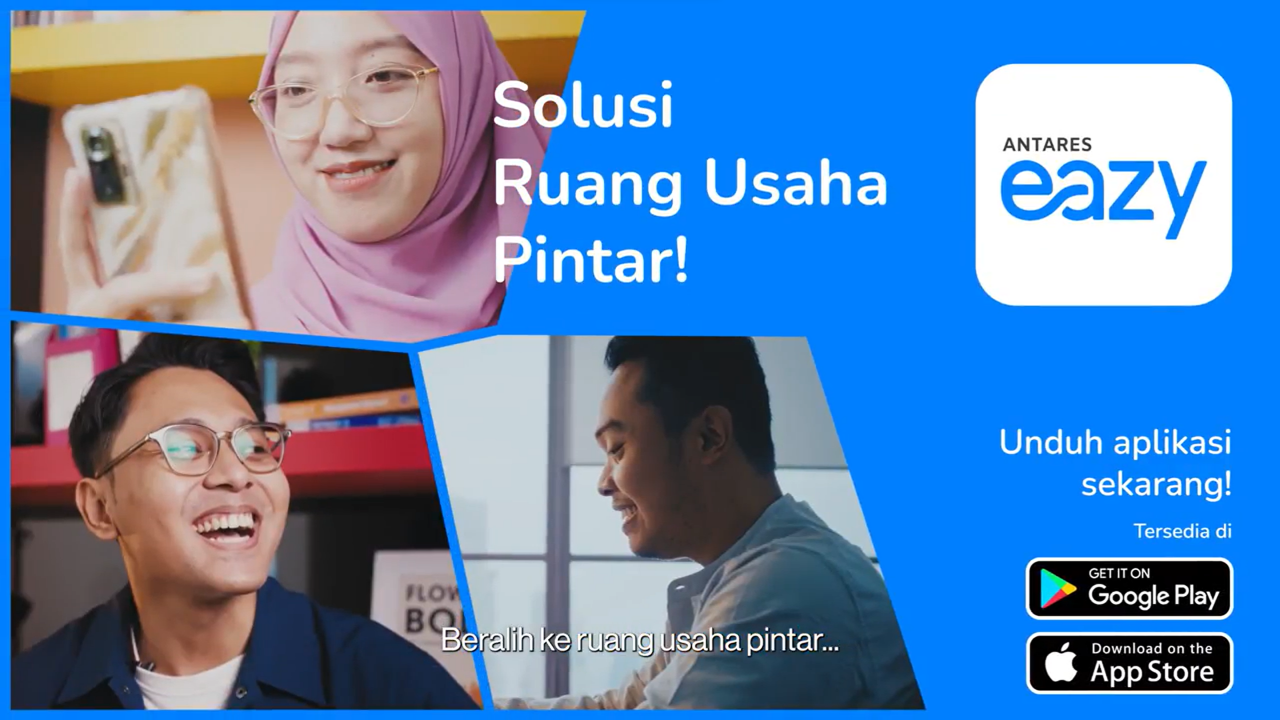 Solusi
Ruang Usaha
Pintar!
ANTARES
eazy
Unduh aplikasi
sekarang!
Tersedia di
GET IT ON
Google Play
Download on the
App Store
FLOW
Beralih ke ruang usaha pintar...